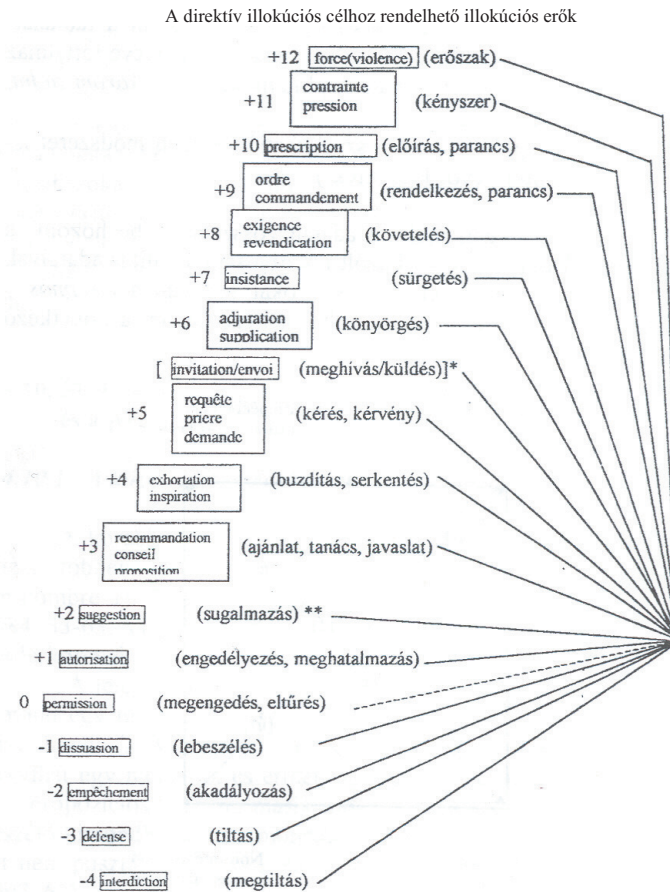 A direktív illokúciós célhoz rendelhető illokúciós erők
+12 force(violence) (erőszak)
+11 contrainte
pression (kényszer)
+10 prescription (előírás, parancs)
+9 ordre
commandement (rendelkezés, parancs)
+8 exigence
revendication (követelés)
+7 insistance (sürgetés)
+6 adjuration
supplication (könyörgés)
[ invitation/envoi (meghívás/küldés)]*
+5 requête
priere
demande (kérés, kérvény)
+4 exhortation
inspiration (buzdítás, serkentés)
+3 recommandation
conseil
proposition (ajánlat, tanács, javaslat)
+2 suggestion (sugalmazás) **
+1 autorisation (engedélyezés, meghatalmazás)
0 permission (megengedés, eltűrés)
-1 dissuasion (lebeszélés)
-2 empêchement (akadályozás)
-3 défense (tiltás)
-4 interdiction (megtiltás)